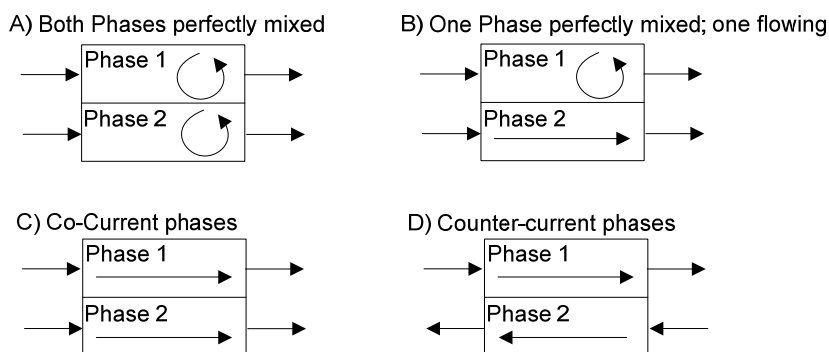 A) Both Phases perfectly mixed
Phase 1
Phase 2
B) One Phase perfectly mixed; one flowing
Phase 1
Phase 2
C) Co-Current phases
Phase 1
Phase 2
D) Counter-current phases
Phase 1
Phase 2